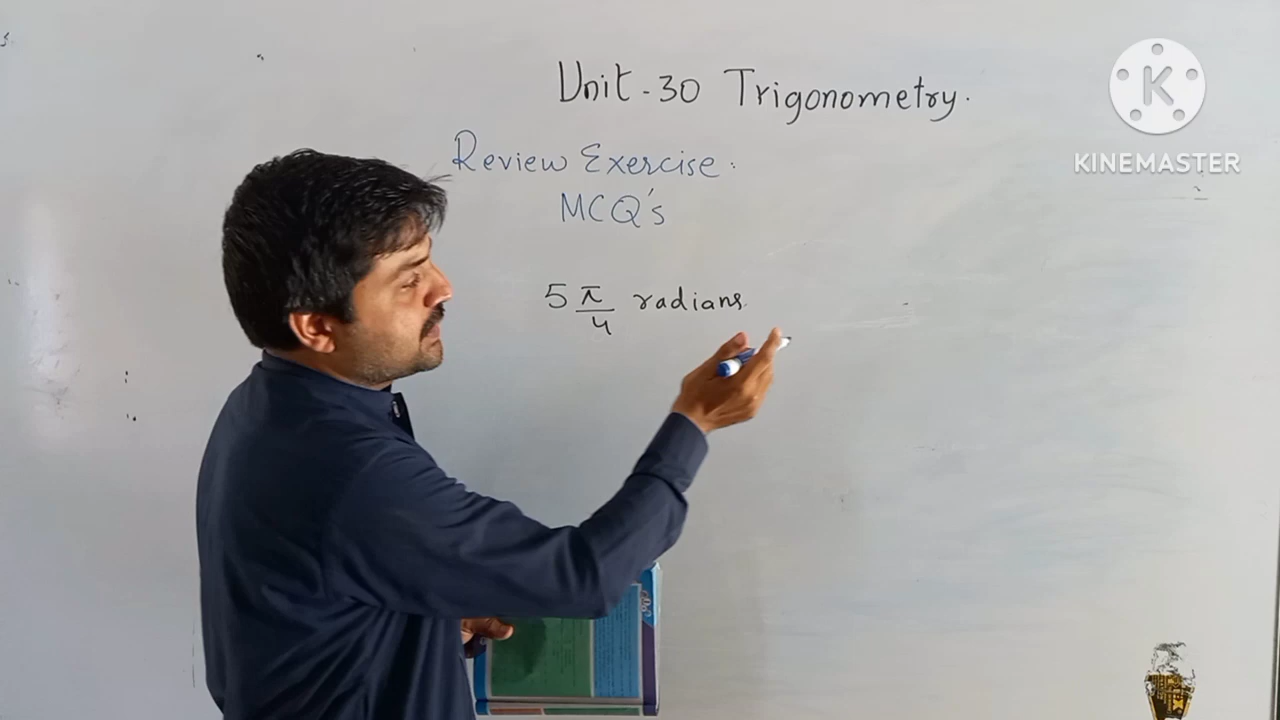 Unit - 30 Trigonometry.
K
KINEMASTER
Review Exercise:
MCQ's
5 π/4 radians.